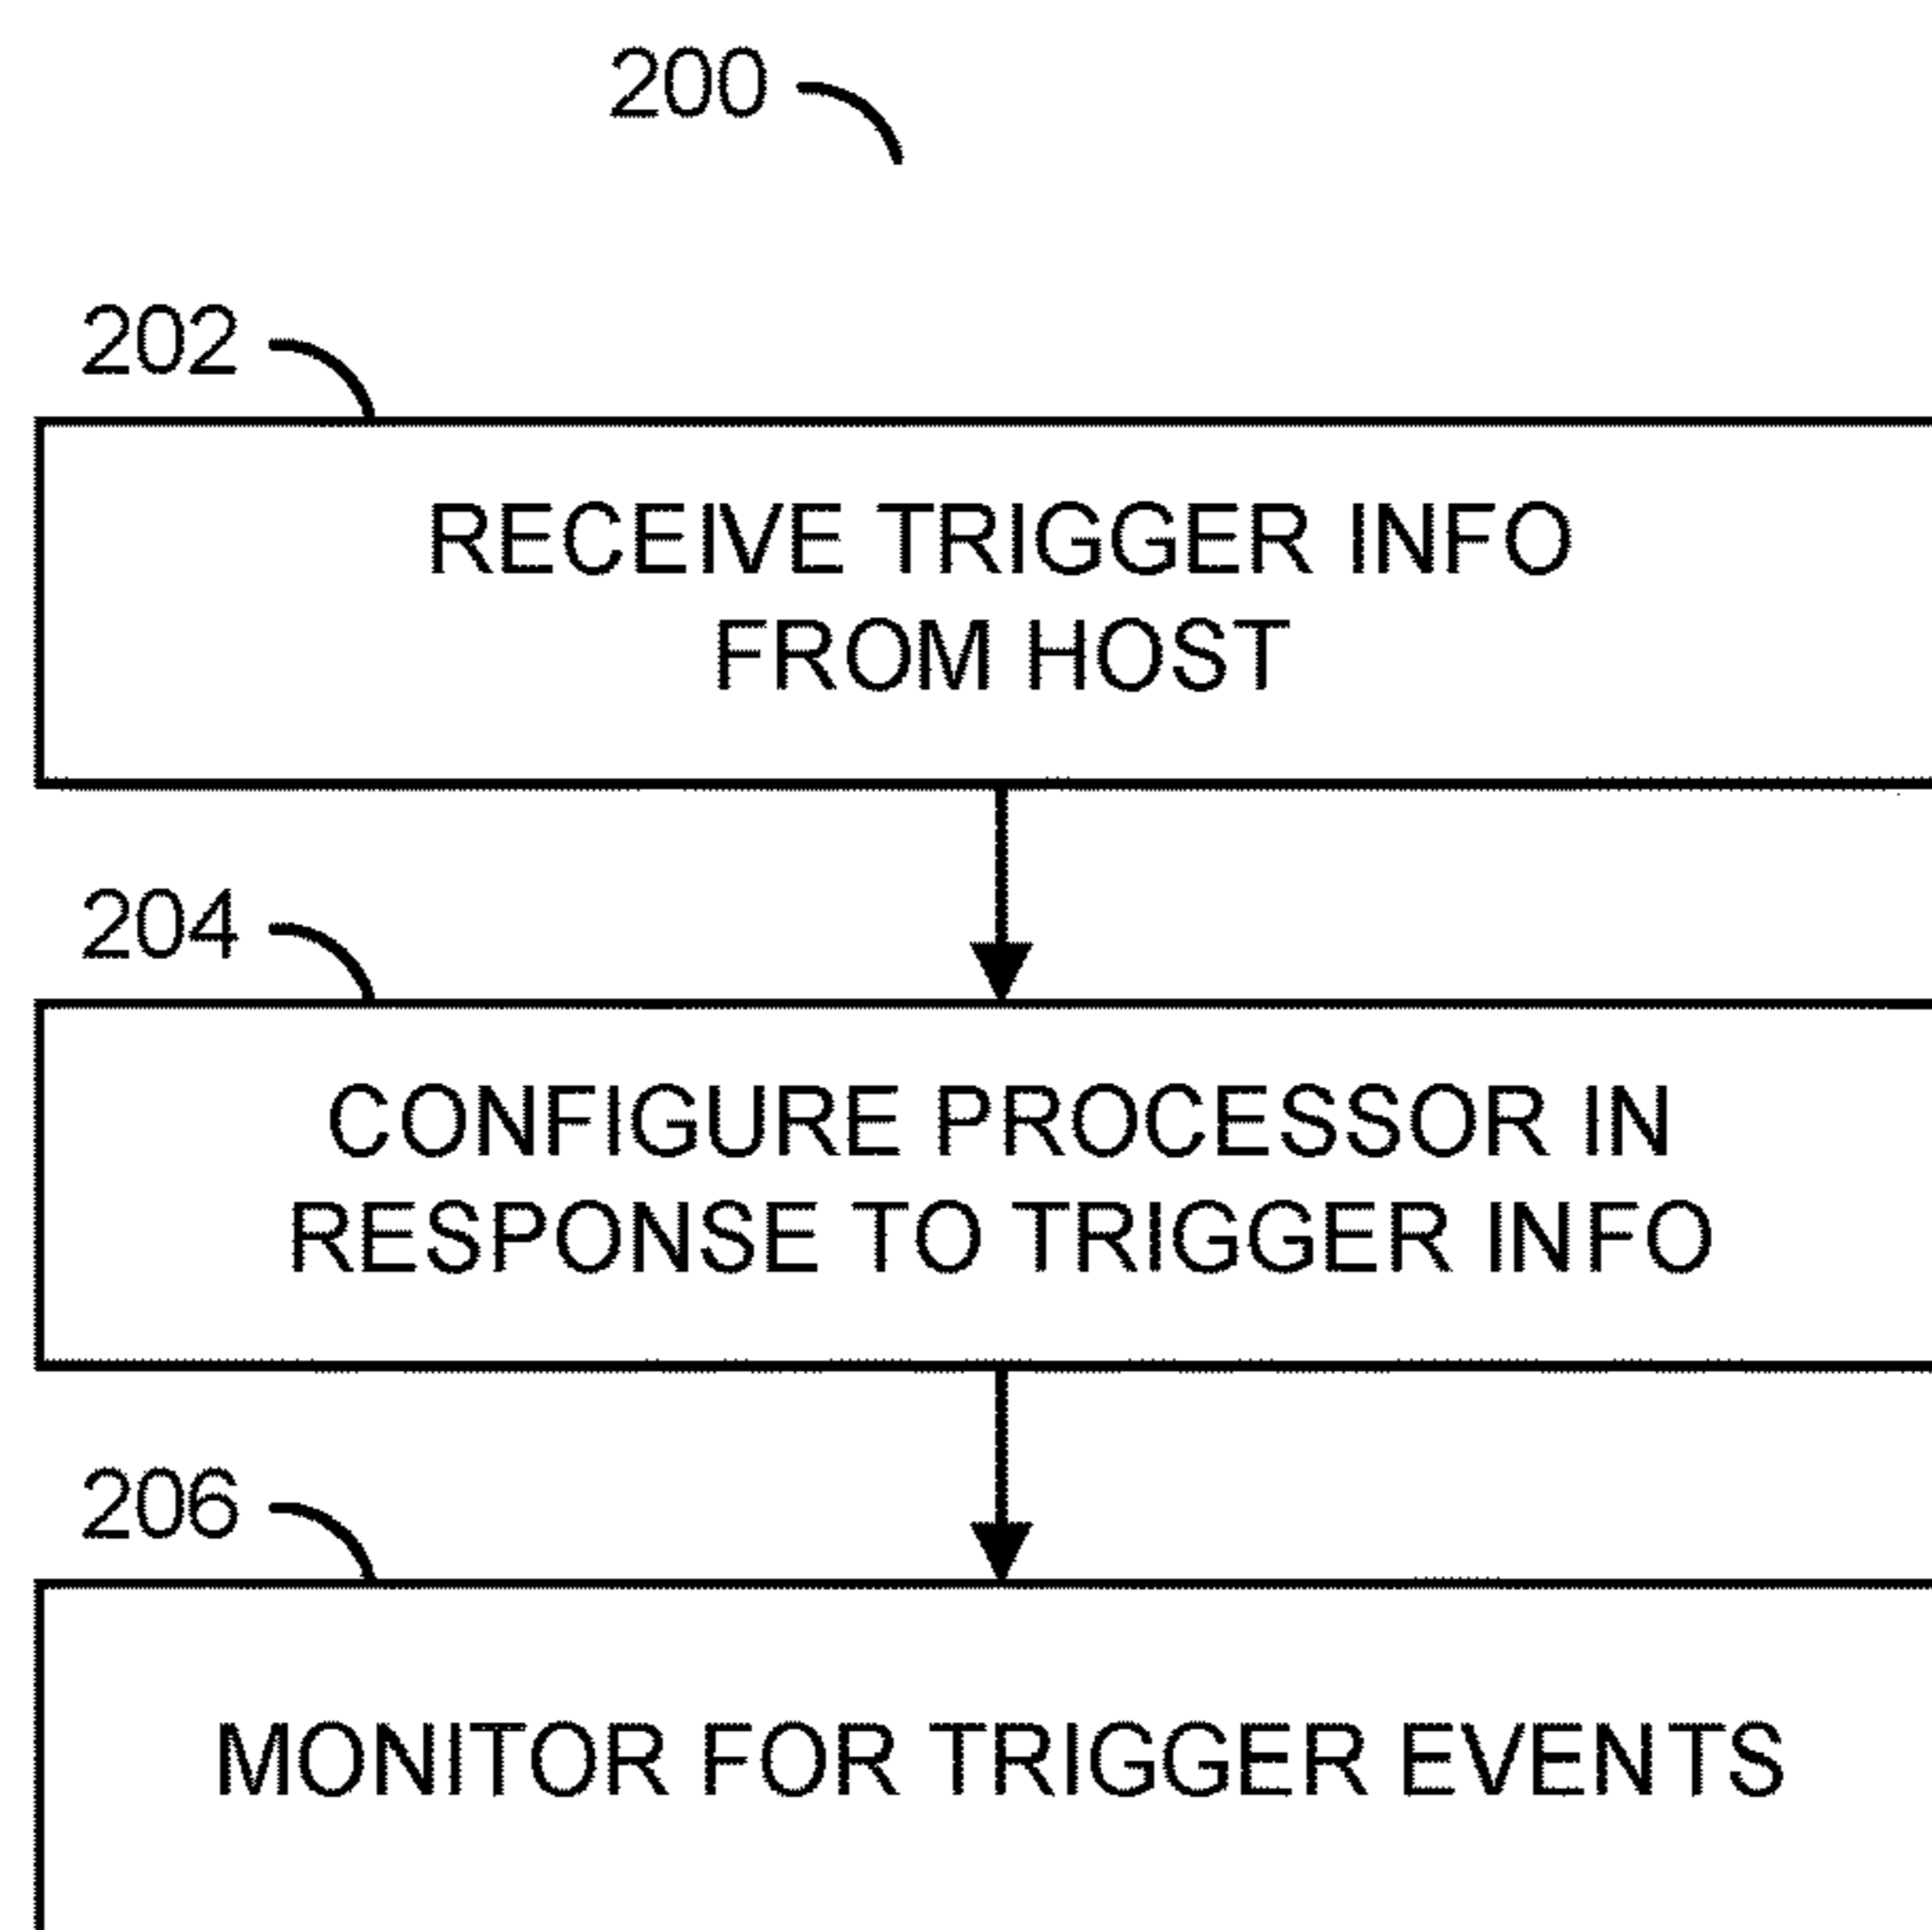 200
202
RECEIVE TRIGGER INFO
FROM HOST
204
CONFIGURE PROCESSOR IN
RESPONSE TO TRIGGER INFO
206
MONITOR FOR TRIGGER EVENTS